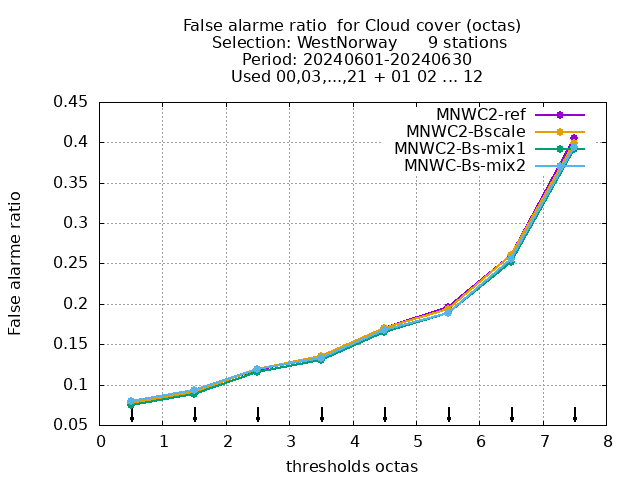 False alarme ratio  for Cloud cover (octas)
Selection: WestNorway      9 stations
Period: 20240601-20240630
Used 00,03,...,21 + 01 02 ... 12
MNWC2-ref
MNWC2-Bscale
MNWC2-Bs-mix1
MNWC-Bs-mix2
False alarme ratio
0.45
0.4
0.35
0.3
0.25
0.2
0.15
0.1
0.05
0 1 2 3 4 5 6 7 8
thresholds octas